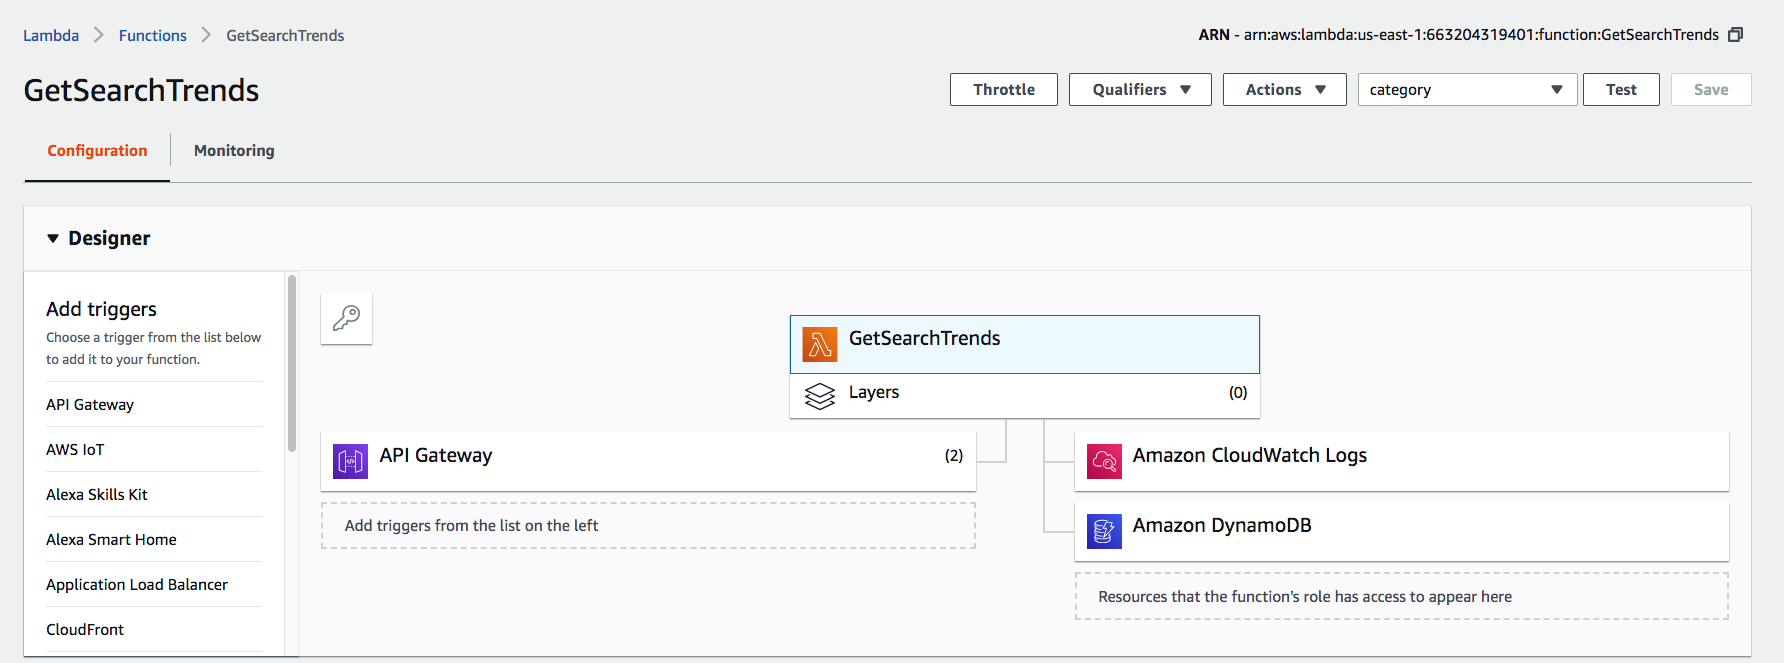 Lambda > Functions > GetSearchTrends
ARN - arn:aws:lambda:us-east-1:663204319401:function:GetSearchTrends
GetSearchTrends
Throttle
Qualifiers
Actions
category
Test
Save
Configuration
Monitoring
Designer
Add triggers
Choose a trigger from the list below
to add it to your function.
API Gateway
AWS IoT
Alexa Skills Kit
Alexa Smart Home
Application Load Balancer
CloudFront
GetSearchTrends
Layers (0)
API Gateway (2)
Add triggers from the list on the left
Amazon CloudWatch Logs
Amazon DynamoDB
Resources that the function's role has access to appear here